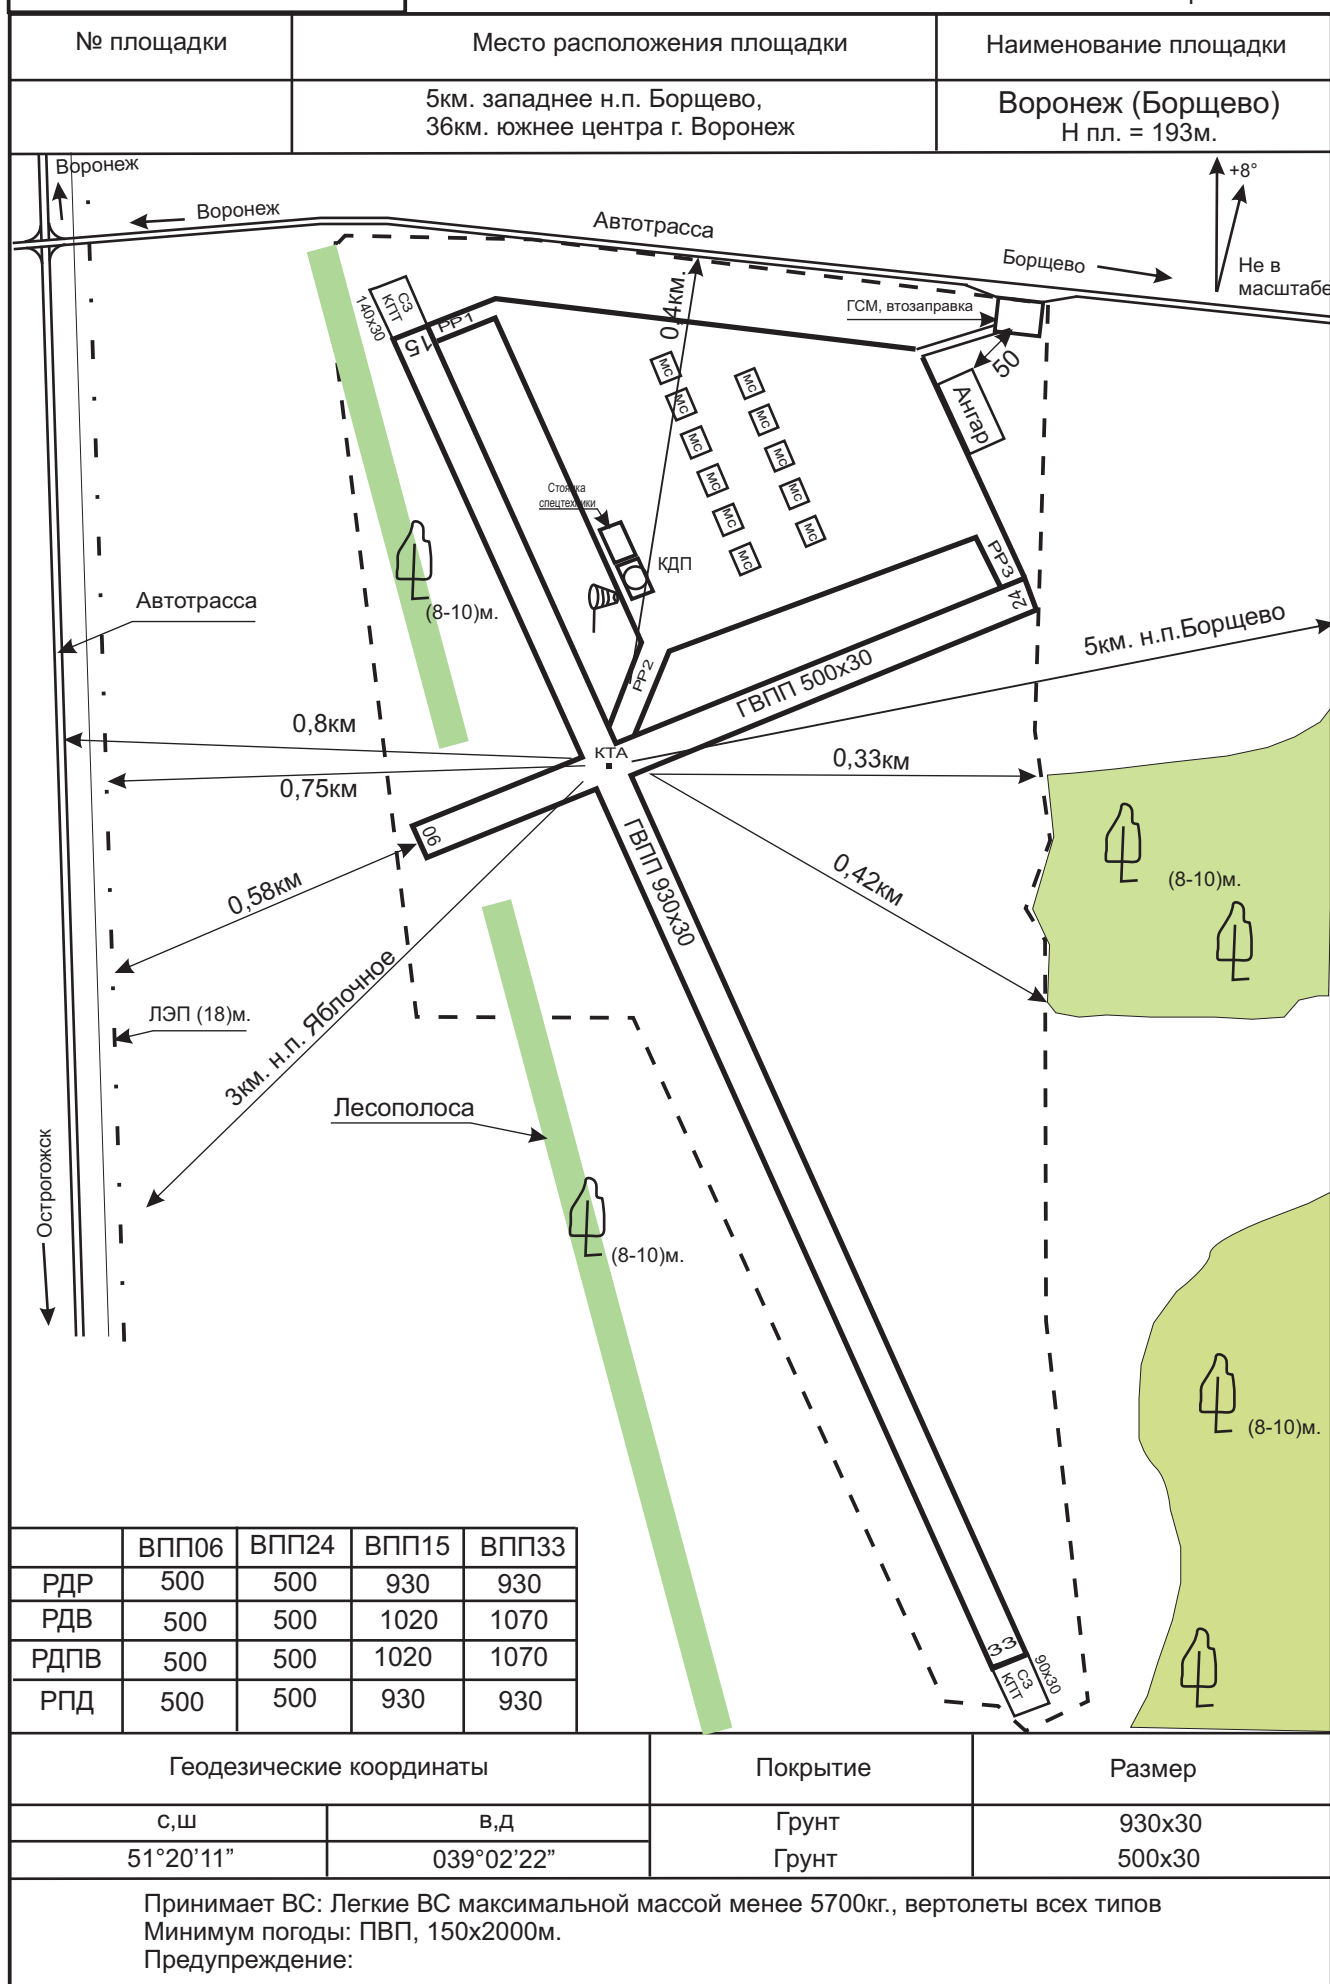 № площадки
Место расположения площадки
Наименование площадки
5км. западнее н.п. Борщево,
36км. южнее центра г. Воронеж
Воронеж (Борщево)
Н пл. = 193м.
Воронеж
Воронеж
Автотрасса
+8°
Борщево
Не в
масштабе
ГСМ, втозаправка
СЗ
КПТ
140х30
15
РР1
0,4км.
50
Ангар
мс
мс
мс
мс
мс
мс
мс
мс
мс
мс
мс
Стоянка
спецтехники
КДП
РР3
24
(8-10)м.
Автотрасса
РР2
ГВПП 500х30
5км. н.п.Борщево
0,8км
КТА
0,33км
0,75км
06
ГВПП 930х30
0,42км
(8-10)м.
0,58км
3км. н.п. Яблочное
ЛЭП (18)м.
Лесополоса
Острогожск
(8-10)м.
(8-10)м.
33
СЗ
КПТ
90х30
ВПП06 ВПП24 ВПП15 ВПП33
РДР 500 500 930 930
РДВ 500 500 1020 1070
РДПВ 500 500 1020 1070
РПД 500 500 930 930
Геодезические координаты
Покрытие
Размер
с,ш
в,д
Грунт
930х30
51°20’11”
039°02’22”
Грунт
500х30
Принимает ВС: Легкие ВС максимальной массой менее 5700кг., вертолеты всех типов
Минимум погоды: ПВП, 150х2000м.
Предупреждение: